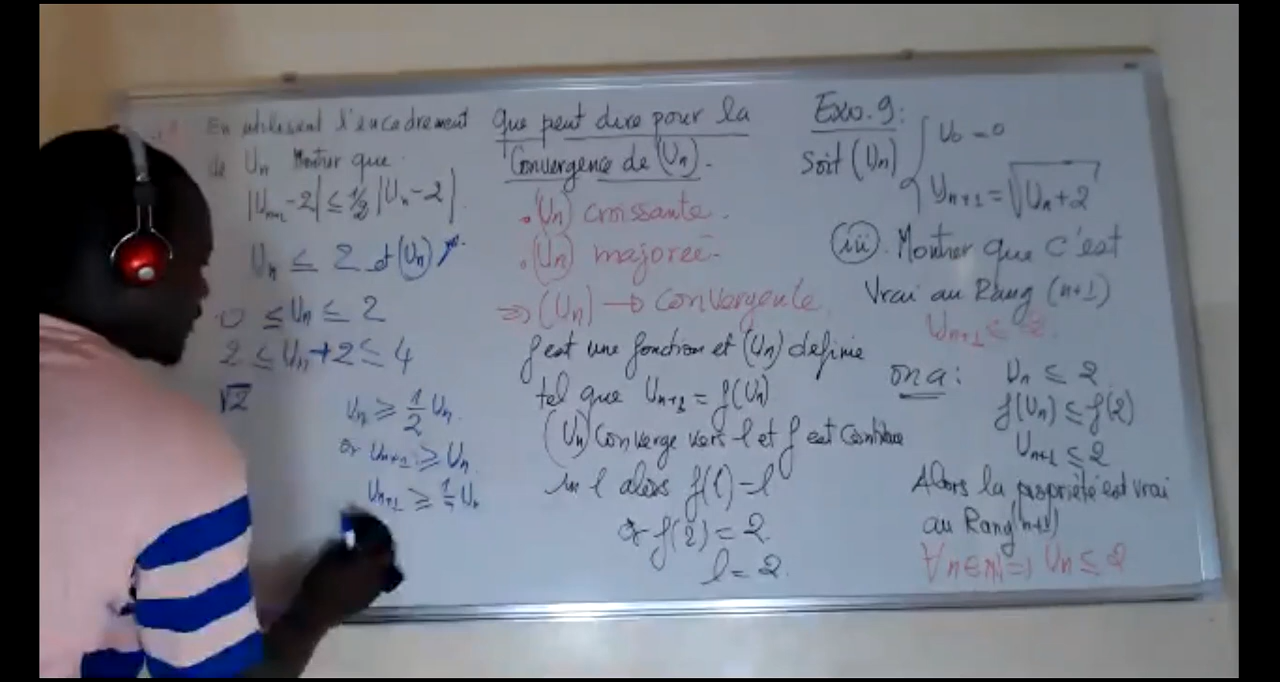 En utilisant l'encadrement
de Un Montrer que
|Un+1 - 2| ≤ 1/2 |Un - 2|
Un ≤ 2 et (Un)
0 ≤ Un ≤ 2
2 ≤ Un + 2 ≤ 4
√2
Un ≥ 1/2 Un
or Un+1 ≥ Un
Un+1 ≥ 1/2 Un
Que peut dire pour la
Convergence de (Un).
. (Un) croissante.
. (Un) majorée.
⇒ (Un) → Convergente
f est une fonction et (Un) definie
tel que Un+1 = f(Un)
(Un) Converge vers l et f est Continue
en l alors f(l) = l
or f(2) = 2.
l = 2.
Exo.9:
Soit (Un) { U0 = 0
Un+1 = √Un + 2
(iii). Montrer que c'est
Vrai au Rang (n+1)
Un+1 ≤ 2.
on a: Un ≤ 2
f(Un) ≤ f(2)
Un+1 ≤ 2
Alors la propriété est vrai
au Rang (n+1)
∀n∈ℕ ⇒ Un ≤ 2